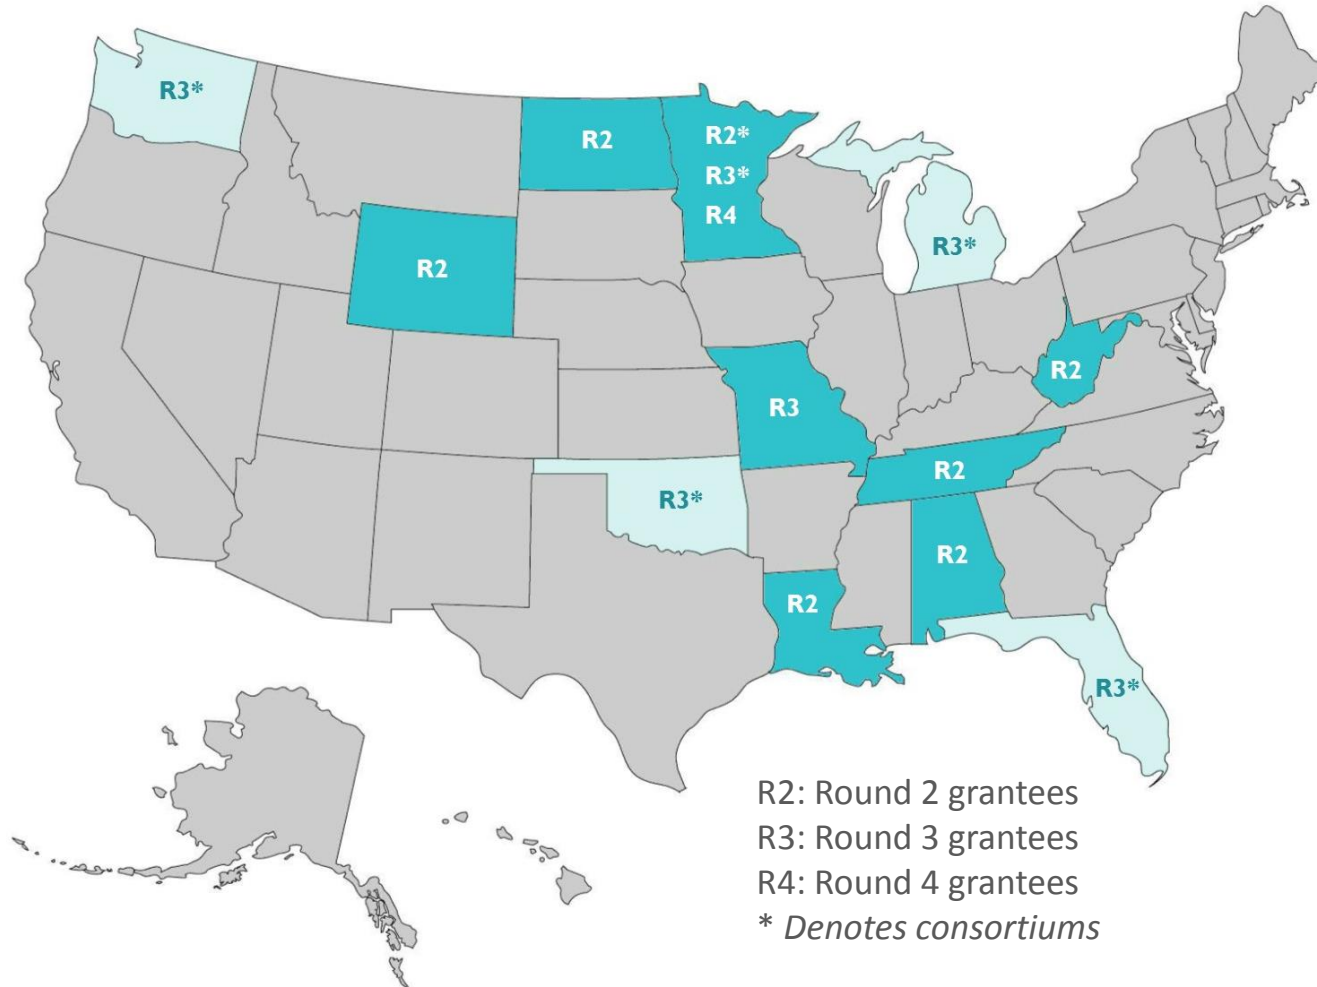 R3*
R2
R2*
R3*
R4
R3*
R2
R2
R3
R2
R3*
R2
R2
R3*
R2: Round 2 grantees
R3: Round 3 grantees
R4: Round 4 grantees
* Denotes consortiums